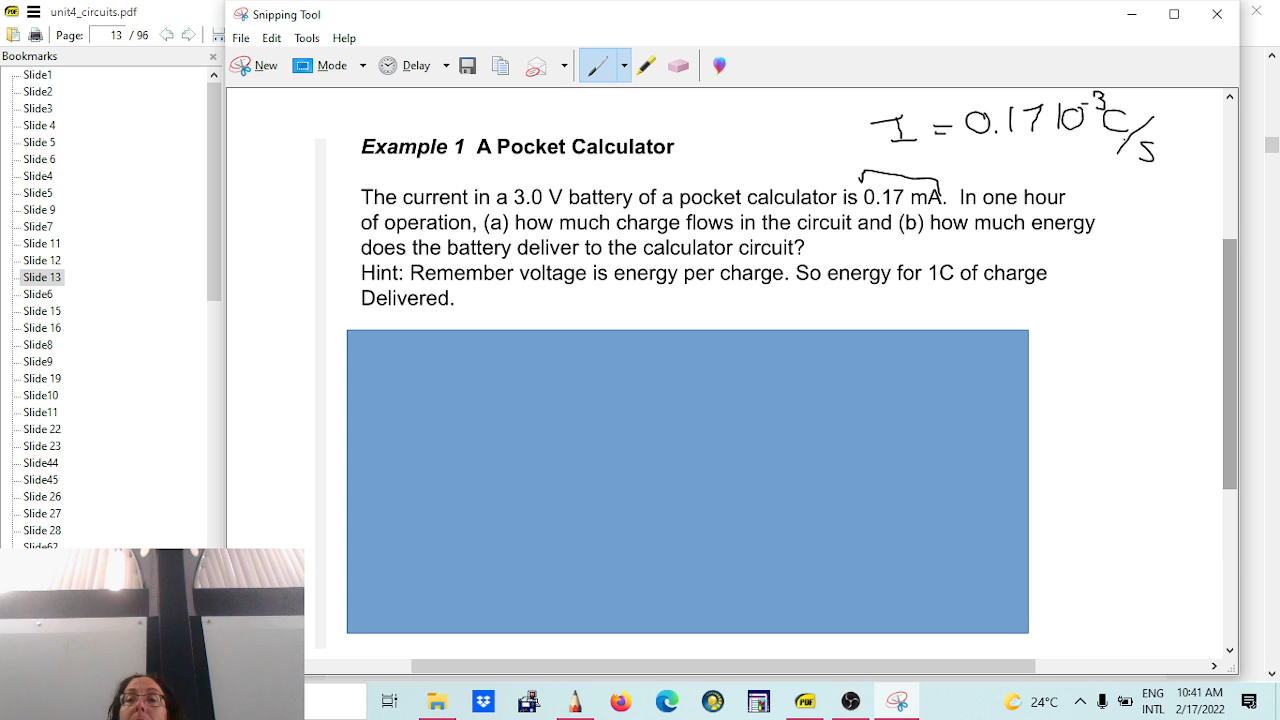 unit4_circuits.pdf
Snipping Tool
Page: 13 / 96
File Edit Tools Help
Bookmarks
New Mode Delay
Slide1
Slide2
Slide3
Slide 4
Slide 5
Slide 6
Slide4
Slide5
Slide 9
Slide7
Slide 11
Slide 12
Slide 13
Slide6
Slide 15
Slide 16
Slide8
Slide9
Slide 19
Slide10
Slide11
Slide 22
Slide 23
Slide44
Slide45
Slide 26
Slide 27
Slide 28
Slide62
I = 0.17 10⁻³C/s
Example 1 A Pocket Calculator
The current in a 3.0 V battery of a pocket calculator is 0.17 mA. In one hour
of operation, (a) how much charge flows in the circuit and (b) how much energy
does the battery deliver to the calculator circuit?
Hint: Remember voltage is energy per charge. So energy for 1C of charge
Delivered.
24°C
ENG
INTL
10:41 AM
2/17/2022